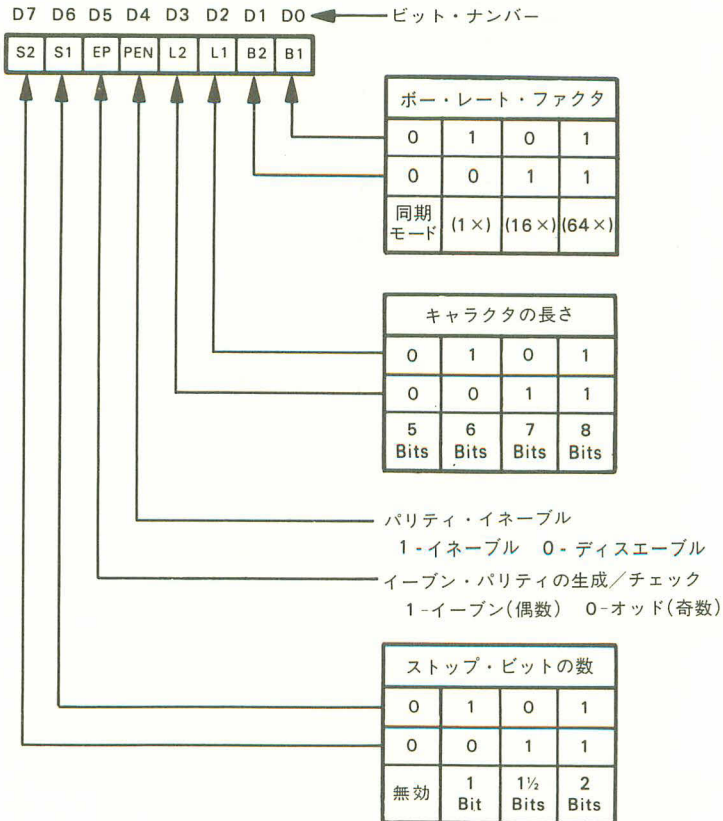 D7 D6 D5 D4 D3 D2 D1 D0 ビット・ナンバー
S2 S1 EP PEN L2 L1 B2 B1
ボー・レート・ファクタ
0 1 0 1
0 0 1 1
同期モード (1×) (16×) (64×)
キャラクタの長さ
0 1 0 1
0 0 1 1
5 Bits 6 Bits 7 Bits 8 Bits
パリティ・イネーブル
1-イネーブル 0-ディスエーブル
イーブン・パリティの生成/チェック
1-イーブン(偶数) 0-オッド(奇数)
ストップ・ビットの数
0 1 0 1
0 0 1 1
無効 1 Bit 1½ Bits 2 Bits